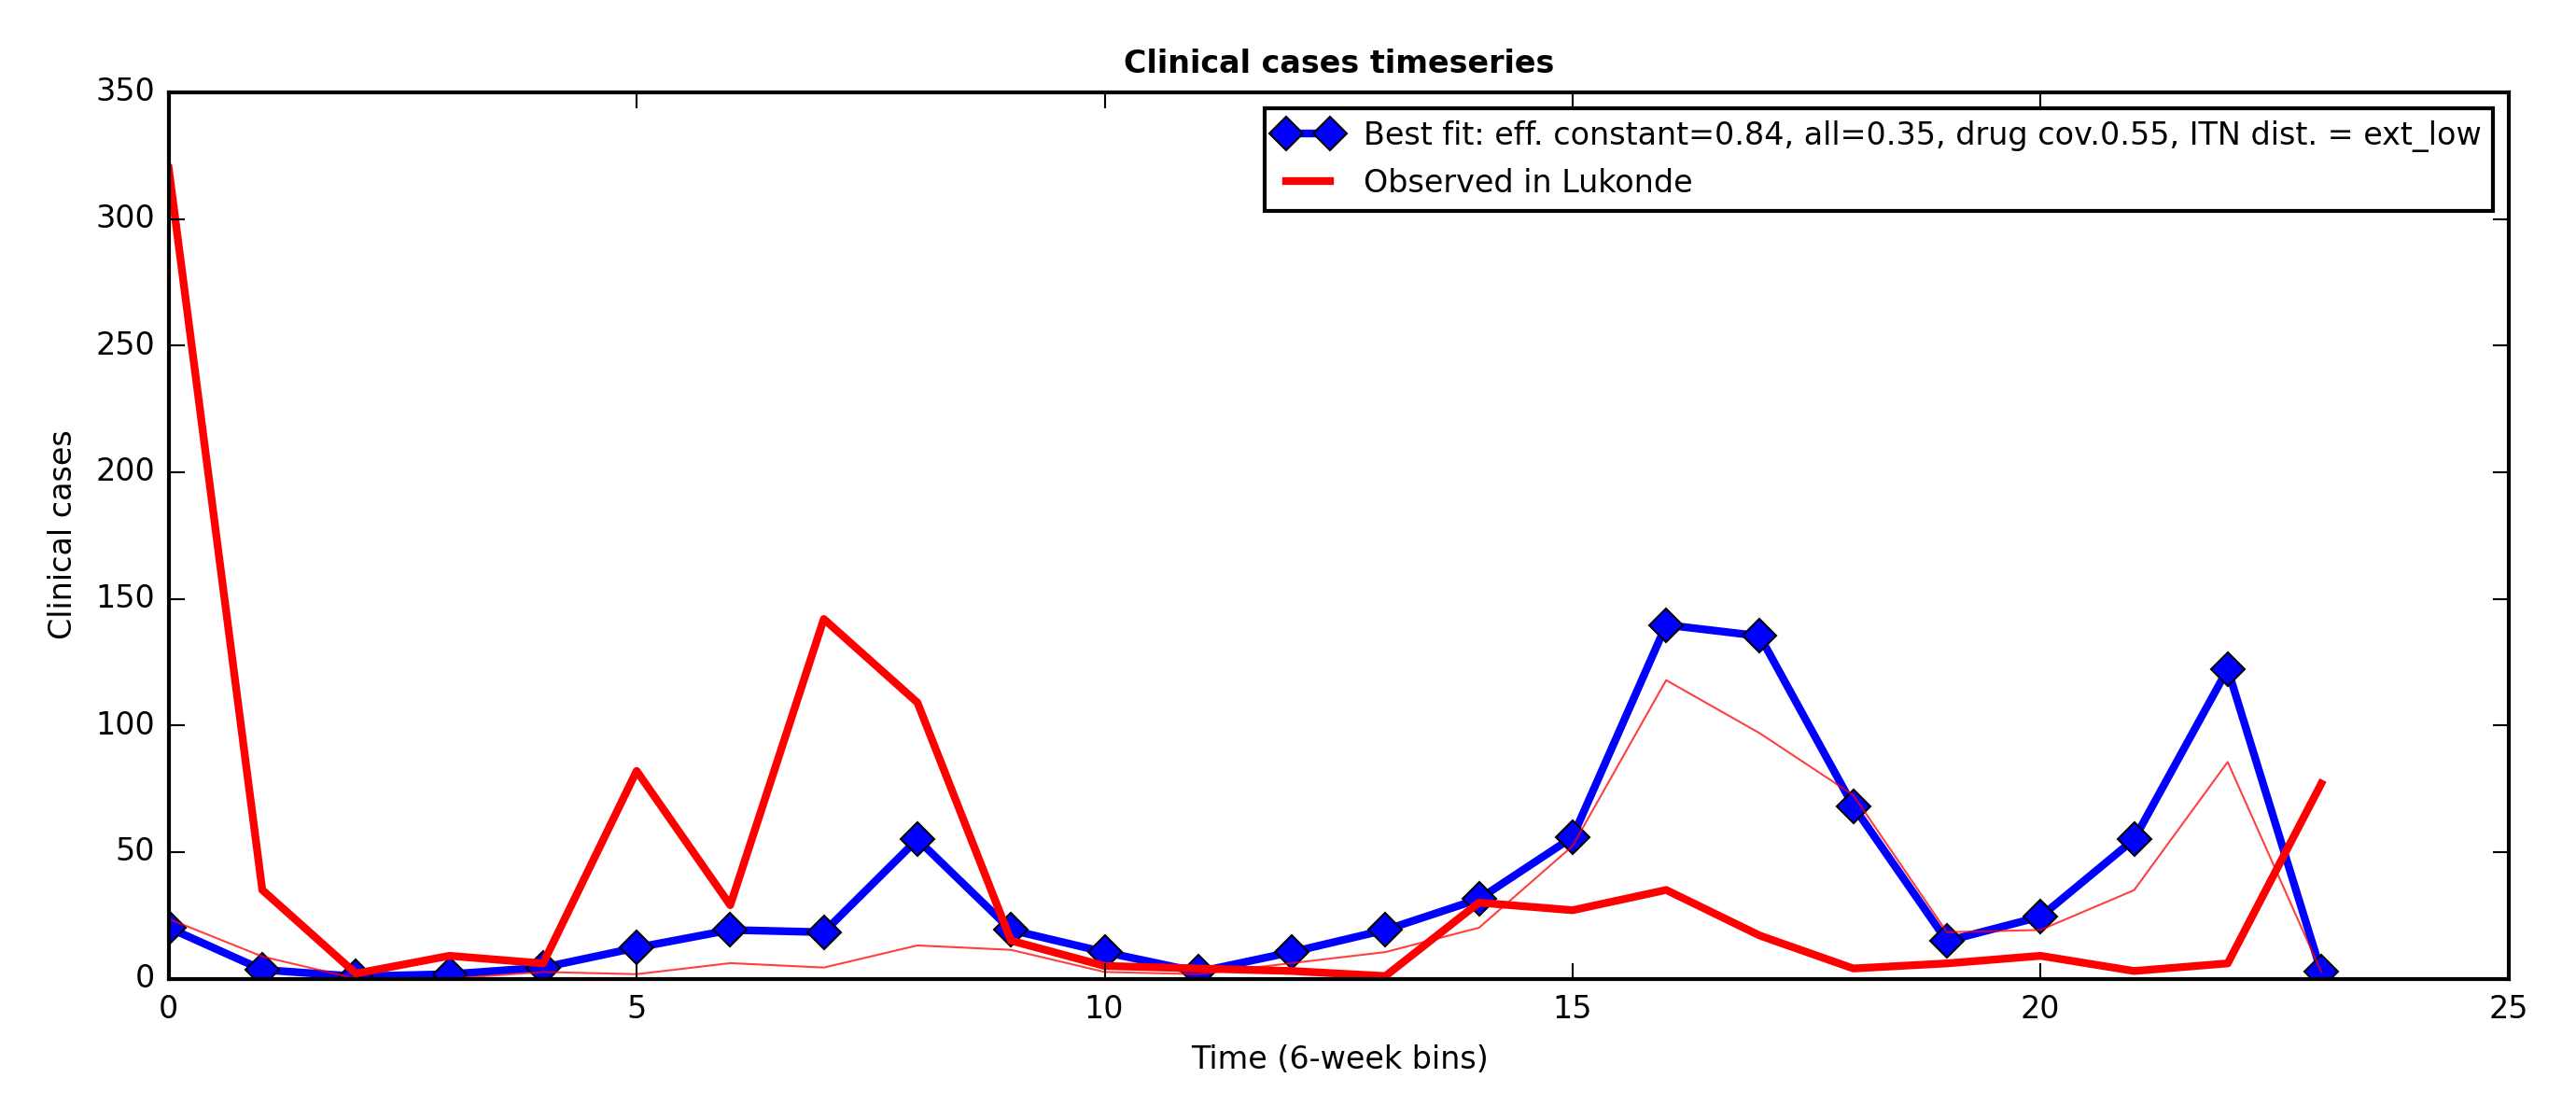 Clinical cases timeseries
350
300
250
200
150
100
50
0
Clinical cases
Best fit: eff. constant=0.84, all=0.35, drug cov.0.55, ITN dist. = ext_low
Observed in Lukonde
0 5 10 15 20 25
Time (6-week bins)